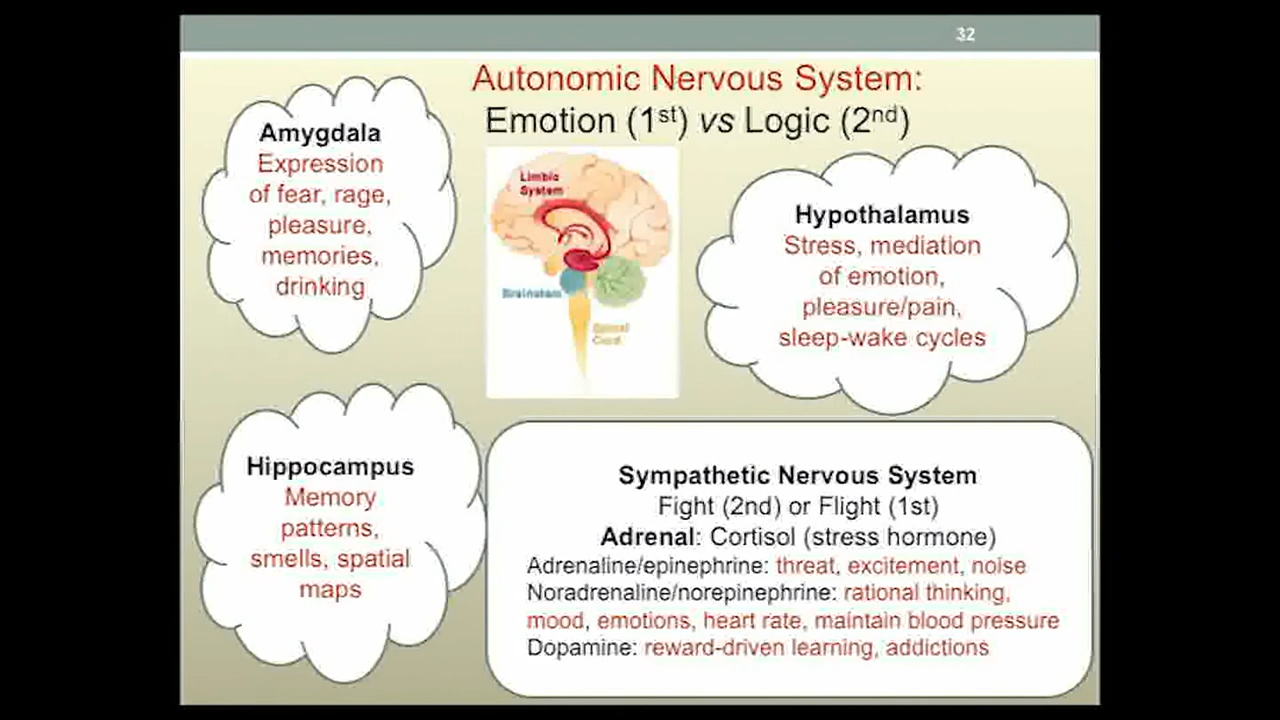 32
Autonomic Nervous System:
Emotion (1st) vs Logic (2nd)
Amygdala
Expression
of fear, rage,
pleasure,
memories,
drinking
Limbic
System
Brainstem
Spinal
Cord
Hypothalamus
Stress, mediation
of emotion,
pleasure/pain,
sleep-wake cycles
Hippocampus
Memory
patterns,
smells, spatial
maps
Sympathetic Nervous System
Fight (2nd) or Flight (1st)
Adrenal: Cortisol (stress hormone)
Adrenaline/epinephrine: threat, excitement, noise
Noradrenaline/norepinephrine: rational thinking,
mood, emotions, heart rate, maintain blood pressure
Dopamine: reward-driven learning, addictions